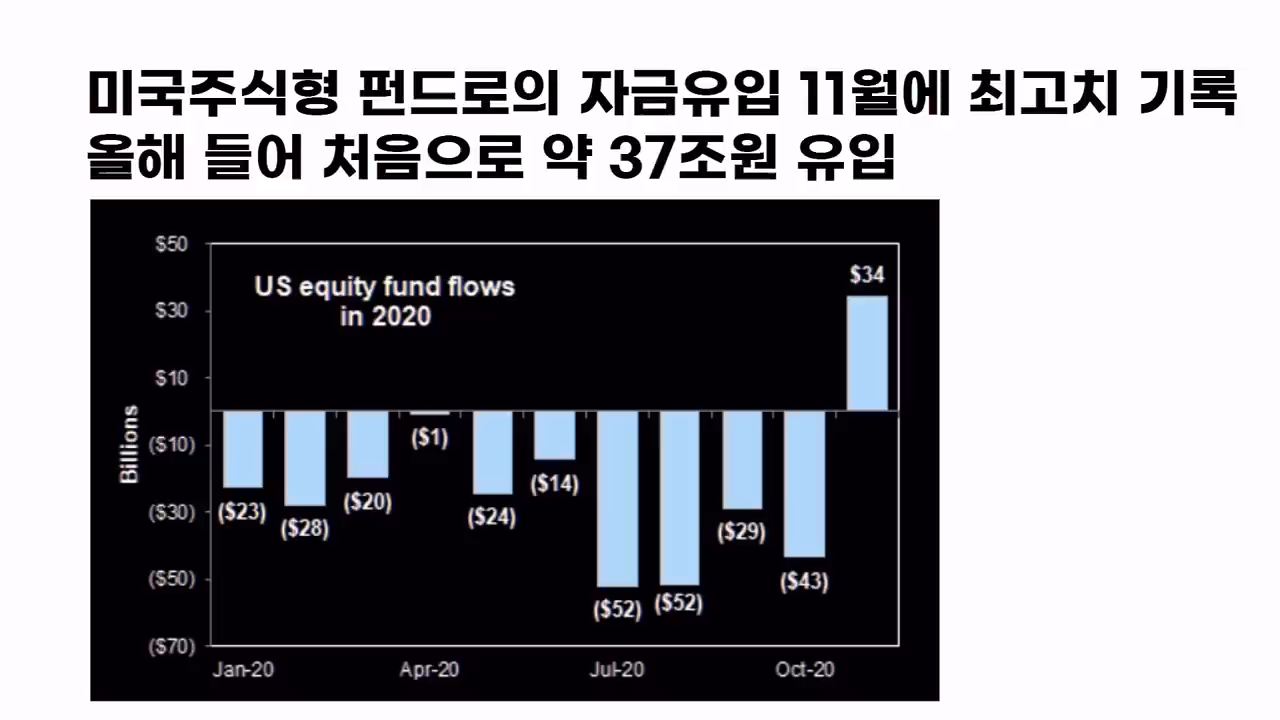 미국주식형 펀드로의 자금유입 11월에 최고치 기록
올해 들어 처음으로 약 37조원 유입
US equity fund flows
in 2020
Billions
$50
$30
$10
($10)
($30)
($50)
($70)
($23)
($28)
($20)
($1)
($24)
($14)
($52)
($52)
($29)
($43)
$34
Jan-20
Apr-20
Jul-20
Oct-20